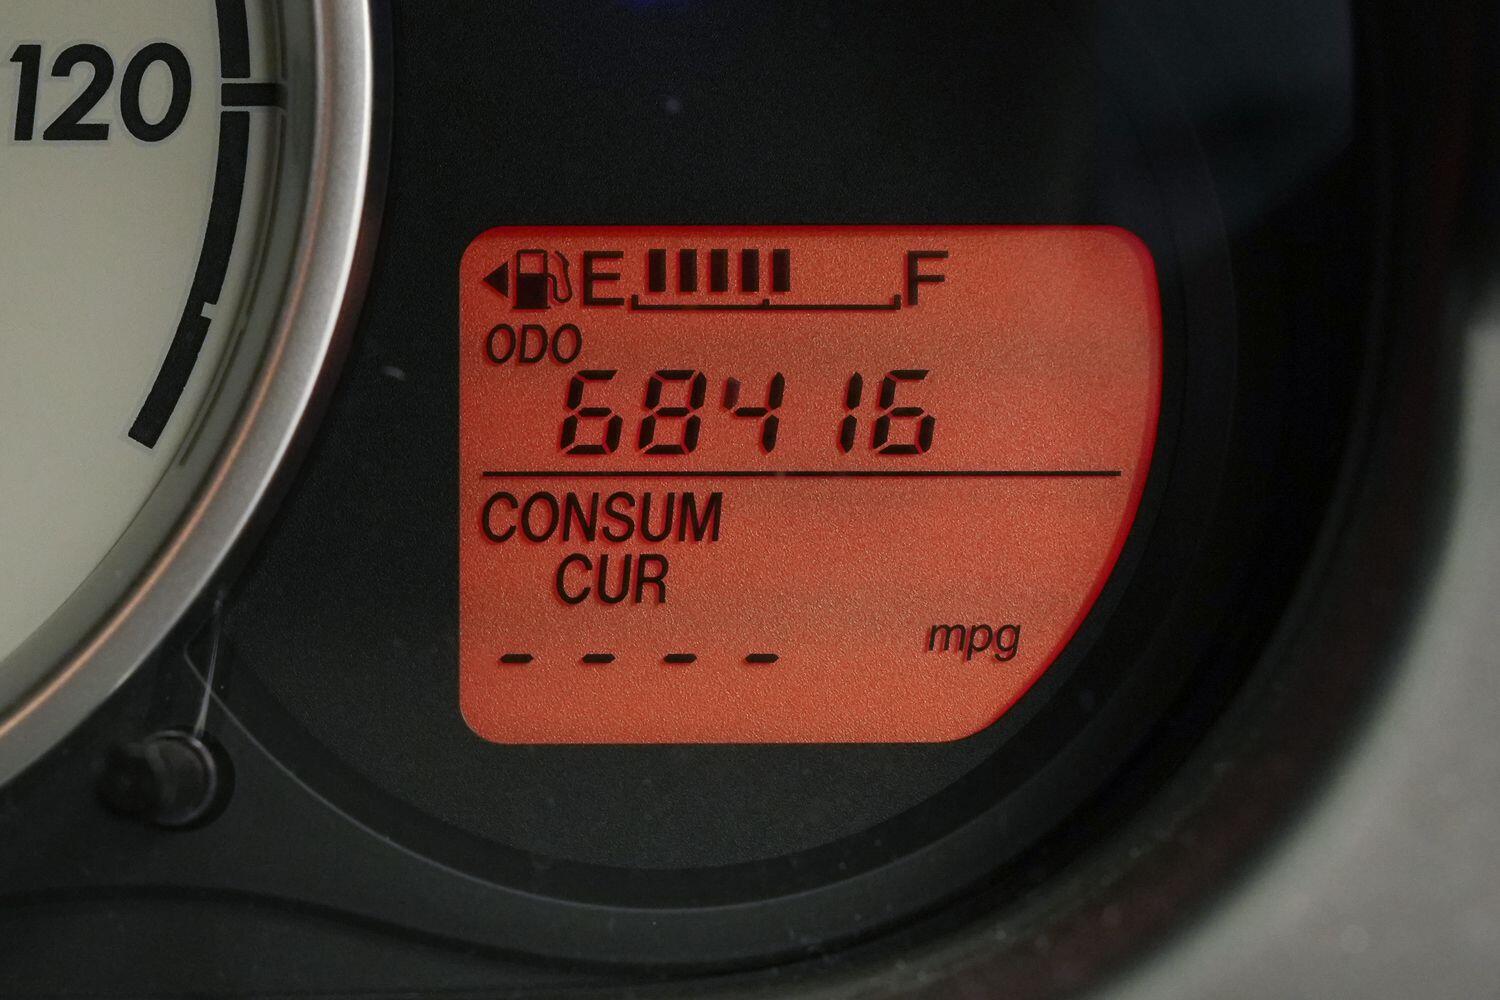 120
E F
ODO
68416
CONSUM
CUR
- - - -
mpg